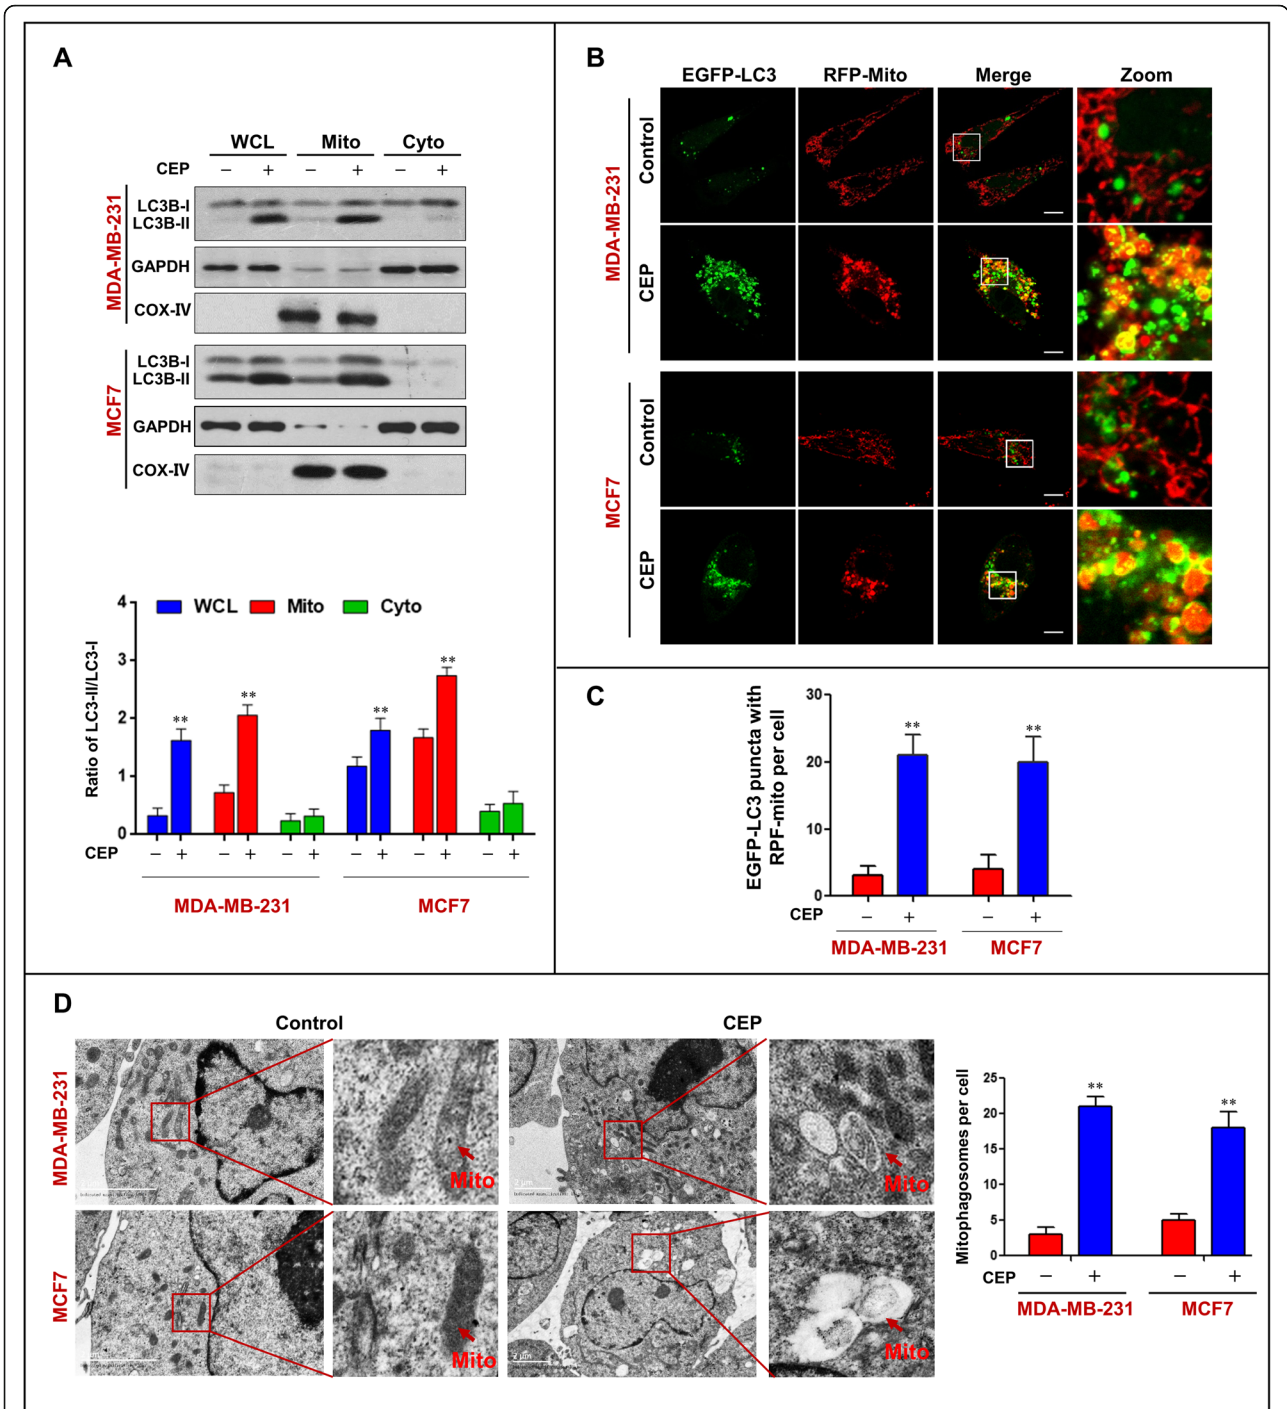 A
WCL Mito Cyto
CEP − + − + − +
MDA-MB-231
LC3B-I
LC3B-II
GAPDH
COX-IV
MCF7
LC3B-I
LC3B-II
GAPDH
COX-IV
4
3
2
1
0
Ratio of LC3-II/LC3-I
WCL Mito Cyto
** ** ** **
CEP − + − + − + − + − + − +
MDA-MB-231 MCF7
B
EGFP-LC3 RFP-Mito Merge Zoom
MDA-MB-231
Control
CEP
MCF7
Control
CEP
C
EGFP-LC3 puncta with
RPF-mito per cell
30
20
10
0
** **
CEP − + − +
MDA-MB-231 MCF7
D
Control CEP
MDA-MB-231
Mito
2 μm
Mito
MCF7
Mito
2 μm
Mito
Mitophagosomes per cell
25
20
15
10
5
0
** **
CEP − + − +
MDA-MB-231 MCF7